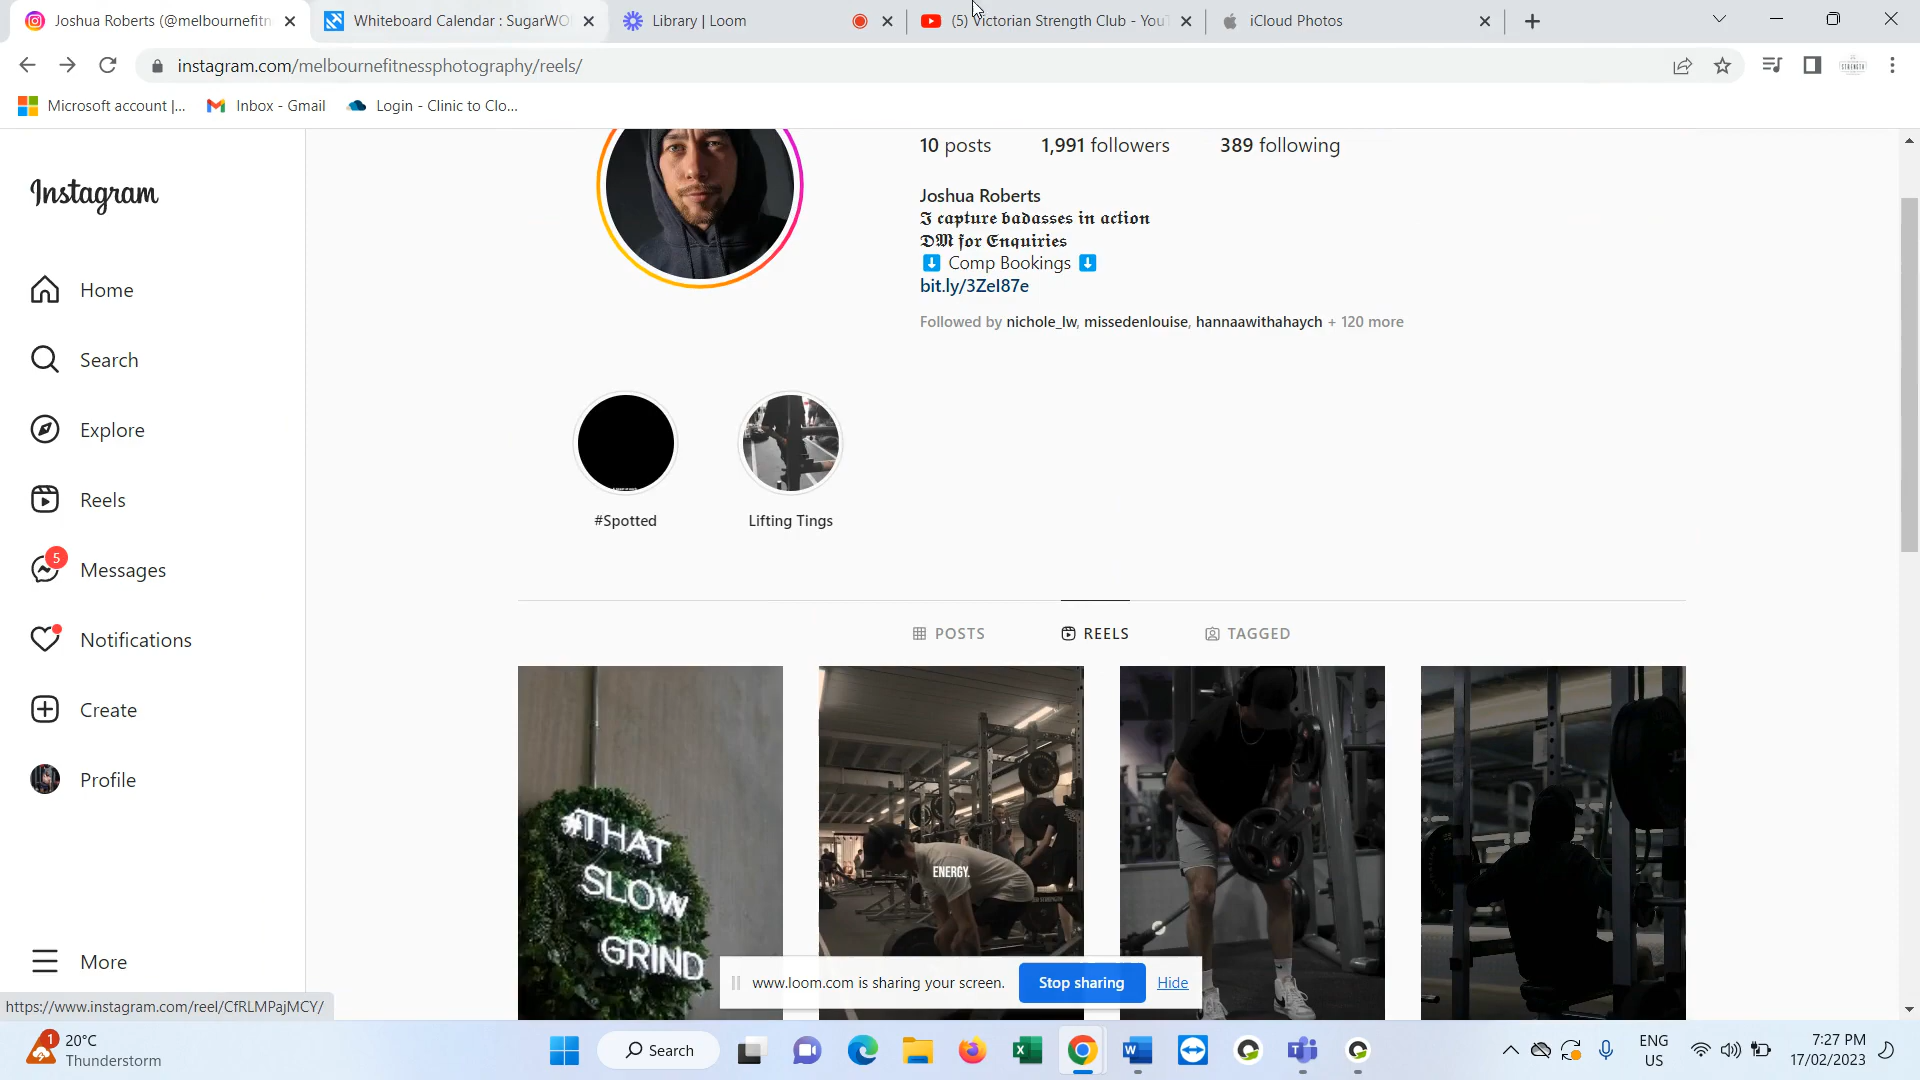 Joshua Roberts (@melbournefitn
Whiteboard Calendar : SugarWO
Library | Loom
(5) Victorian Strength Club - YouT
iCloud Photos
instagram.com/melbournefitnessphotography/reels/
STRENGTH
Microsoft account |...
Inbox - Gmail
Login - Clinic to Clo...
Instagram
Home
Search
Explore
Reels
5
Messages
Notifications
Create
Profile
More
10 posts
1,991 followers
389 following
Joshua Roberts
𝕴 𝖈𝖆𝖕𝖙𝖚𝖗𝖊 𝖇𝖆𝖉𝖆𝖘𝖘𝖊𝖘 𝖎𝖓 𝖆𝖈𝖙𝖎𝖔𝖓
𝕯𝕸 𝖋𝖔𝖗 𝕰𝖓𝖖𝖚𝖎𝖗𝖎𝖊𝖘
⬇️ Comp Bookings ⬇️
bit.ly/3Zel87e
Followed by nichole_lw, missedenlouise, hannaawithahaych + 120 more
#Spotted
Lifting Tings
POSTS
REELS
TAGGED
#THAT
SLOW
GRIND
ENERGY.
www.loom.com is sharing your screen.
Stop sharing
Hide
https://www.instagram.com/reel/CfRLMPajMCY/
1
20°C
Thunderstorm
Search
ENG
US
7:27 PM
17/02/2023